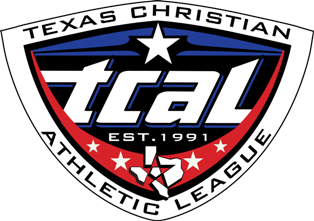 TEXAS CHRISTIAN
tcal
EST. 1991
ATHLETIC LEAGUE